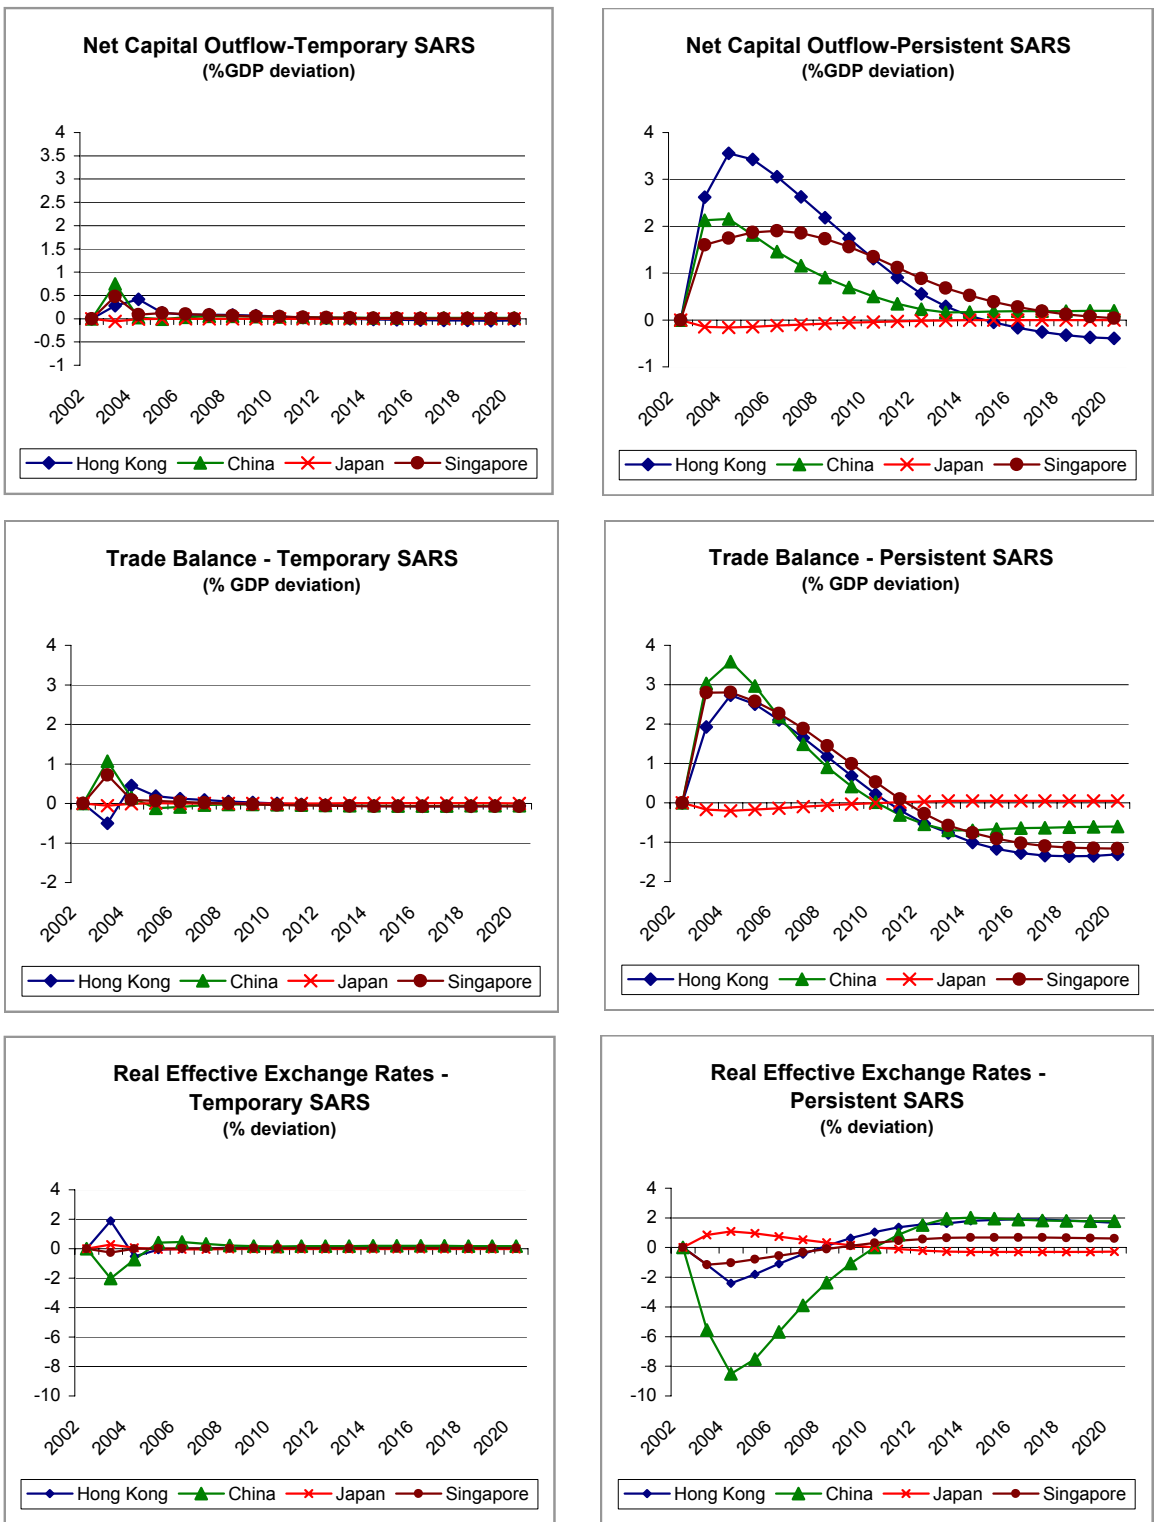 Net Capital Outflow-Temporary SARS
(%GDP deviation)
4
3.5
3
2.5
2
1.5
1
0.5
0
-0.5
-1
2002 2004 2006 2008 2010 2012 2014 2016 2018 2020
Hong Kong China Japan Singapore
Net Capital Outflow-Persistent SARS
(%GDP deviation)
4
3
2
1
0
-1
2002 2004 2006 2008 2010 2012 2014 2016 2018 2020
Hong Kong China Japan Singapore
Trade Balance - Temporary SARS
(% GDP deviation)
4
3
2
1
0
-1
-2
2002 2004 2006 2008 2010 2012 2014 2016 2018 2020
Hong Kong China Japan Singapore
Trade Balance - Persistent SARS
(% GDP deviation)
4
3
2
1
0
-1
-2
2002 2004 2006 2008 2010 2012 2014 2016 2018 2020
Hong Kong China Japan Singapore
Real Effective Exchange Rates -
Temporary SARS
(% deviation)
4
2
0
-2
-4
-6
-8
-10
2002 2004 2006 2008 2010 2012 2014 2016 2018 2020
Hong Kong China Japan Singapore
Real Effective Exchange Rates -
Persistent SARS
(% deviation)
4
2
0
-2
-4
-6
-8
-10
2002 2004 2006 2008 2010 2012 2014 2016 2018 2020
Hong Kong China Japan Singapore